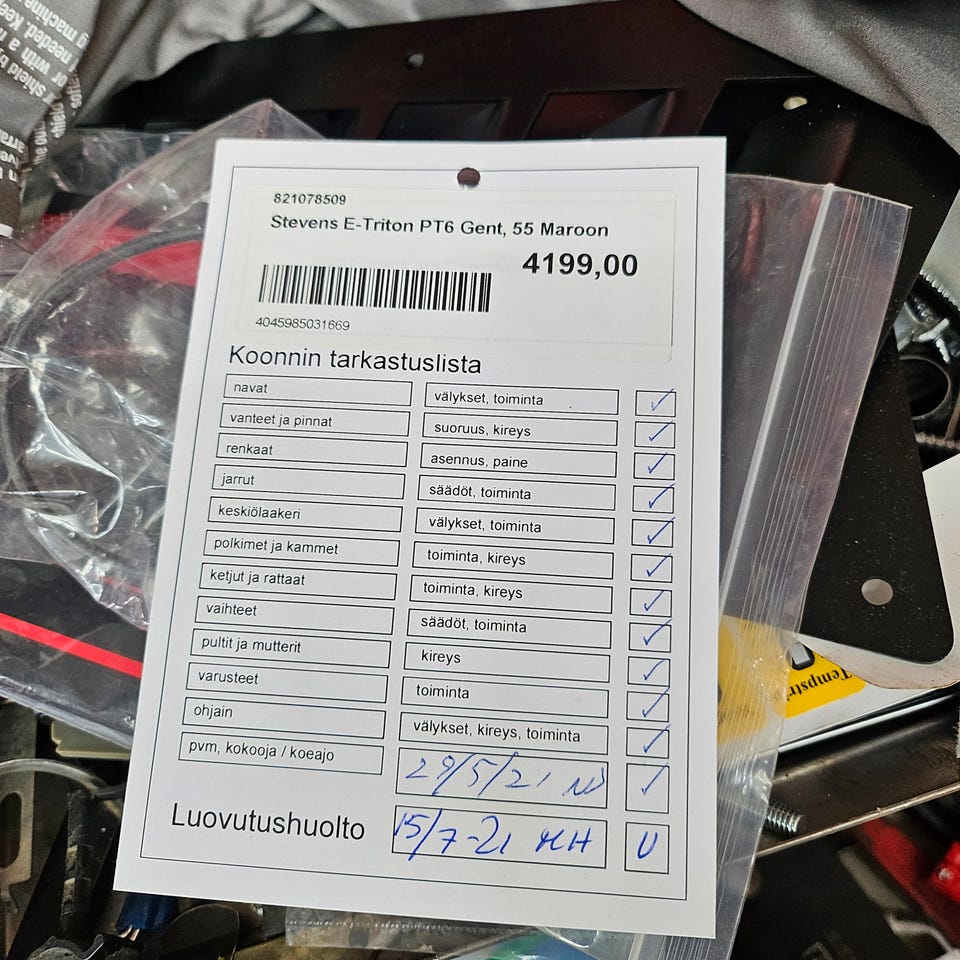 821078509
Stevens E-Triton PT6 Gent, 55 Maroon
4199,00
4045985031669
Koonnin tarkastuslista
navat välykset, toiminta
vanteet ja pinnat suoruus, kireys
renkaat asennus, paine
jarrut säädöt, toiminta
keskiölaakeri välykset, toiminta
polkimet ja kammet toiminta, kireys
ketjut ja rattaat toiminta, kireys
vaihteet säädöt, toiminta
pultit ja mutterit kireys
varusteet toiminta
ohjain välykset, kireys, toiminta
pvm, kokooja / koeajo 29/5/21
Luovutushuolto 15/7-21 MH